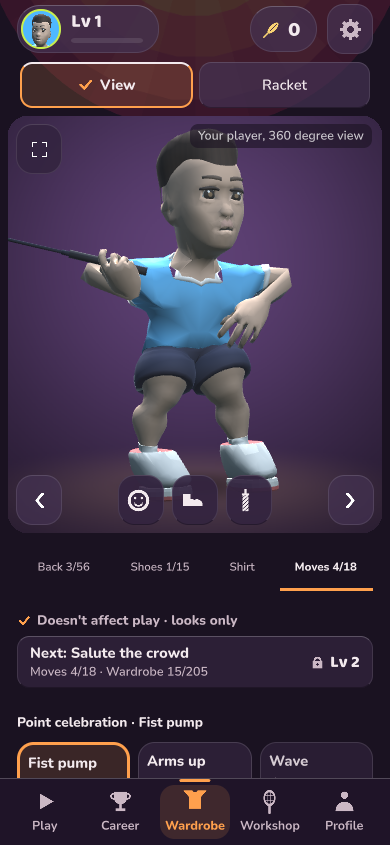 Lv 1
0
View
Racket
Your player, 360 degree view
Back 3/56
Shoes 1/15
Shirt
Moves 4/18
Doesn't affect play · looks only
Next: Salute the crowd
Moves 4/18 · Wardrobe 15/205
Lv 2
Point celebration · Fist pump
Fist pump
Arms up
Wave
Play
Career
Wardrobe
Workshop
Profile